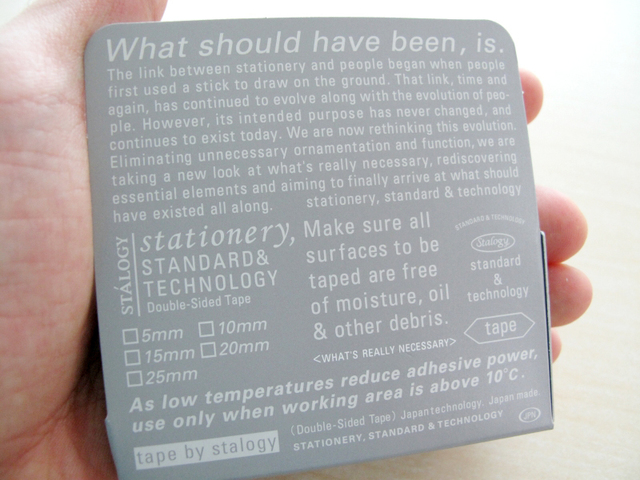 What should have been, is.
The link between stationery and people began when people
first used a stick to draw on the ground. That link, time and
again, has continued to evolve along with the evolution of peo-
ple. However, its intended purpose has never changed, and
continues to exist today. We are now rethinking this evolution.
Eliminating unnecessary ornamentation and function, we are
taking a new look at what's really necessary, rediscovering
essential elements and aiming to finally arrive at what should
have existed all along.
stationery, standard & technology
STÁLOGY
stationery,
STANDARD&
TECHNOLOGY
Double-Sided Tape
5mm 10mm
15mm 20mm
25mm
Make sure all
surfaces to be
taped are free
of moisture, oil
& other debris.
<WHAT'S REALLY NECESSARY>
STANDARD & TECHNOLOGY
Stalogy
standard
&
technology
tape
As low temperatures reduce adhesive power,
use only when working area is above 10°C.
tape by stalogy
(Double-Sided Tape) Japan technology. Japan made.
STATIONERY, STANDARD & TECHNOLOGY
JPN